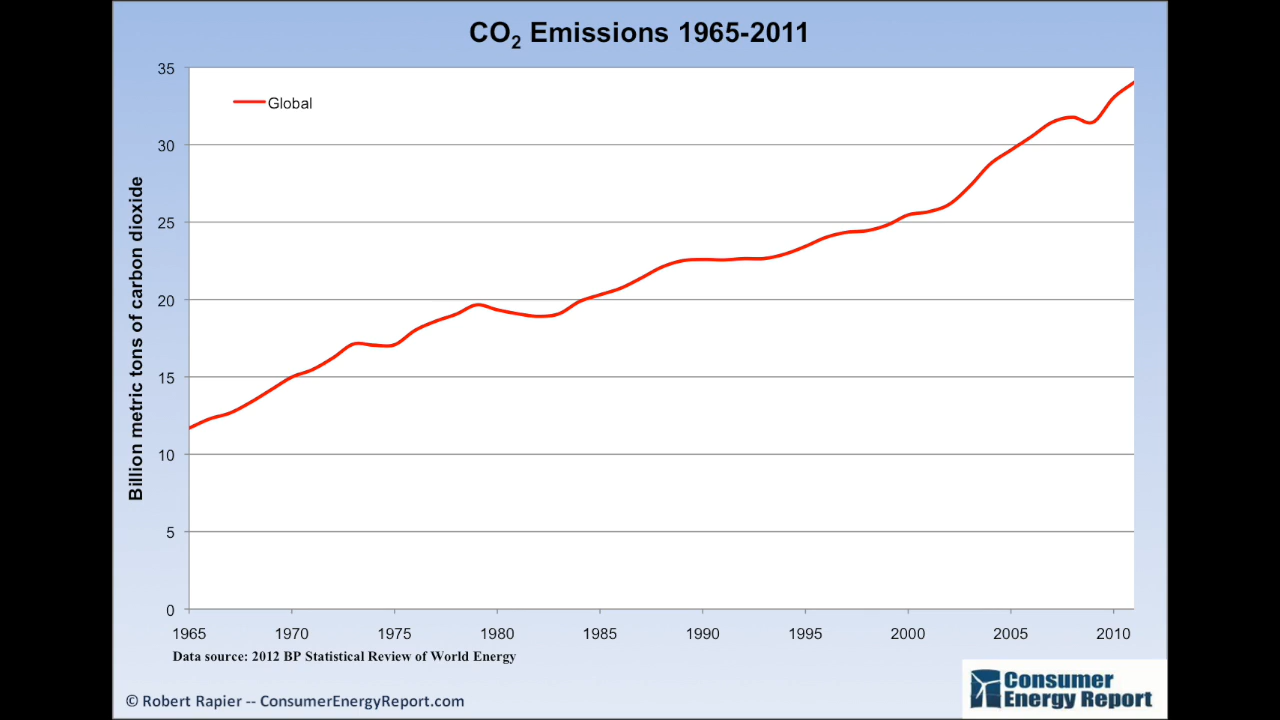 CO2 Emissions 1965-2011
35
Global
30
25
20
15
10
5
0
Billion metric tons of carbon dioxide
1965 1970 1975 1980 1985 1990 1995 2000 2005 2010
Data source: 2012 BP Statistical Review of World Energy
© Robert Rapier -- ConsumerEnergyReport.com
Consumer
Energy Report